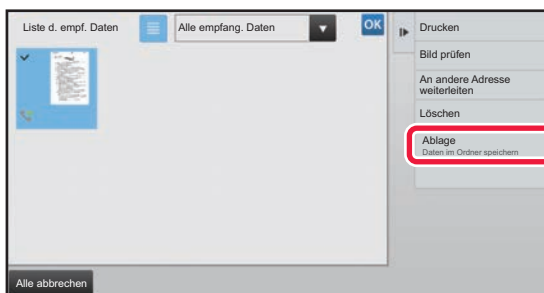 Liste d. empf. Daten
Alle empfang. Daten
OK
Drucken
Bild prüfen
An andere Adresse
weiterleiten
Löschen
Ablage
Daten im Ordner speichern
Alle abbrechen